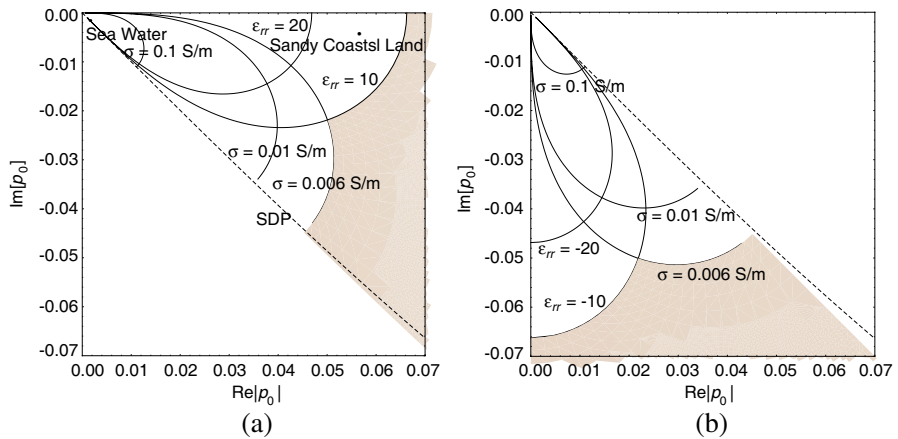 0.00
-0.01
-0.02
-0.03
-0.04
-0.05
-0.06
-0.07
Im[p₀]
Sea Water
σ = 0.1 S/m
εrr = 20
Sandy Coastsl Land
εrr = 10
σ = 0.01 S/m
σ = 0.006 S/m
SDP
0.00 0.01 0.02 0.03 0.04 0.05 0.06 0.07
Re|p₀|
(a)
0.00
-0.01
-0.02
-0.03
-0.04
-0.05
-0.06
-0.07
Im[p₀]
σ = 0.1 S/m
σ = 0.01 S/m
εrr = -20
σ = 0.006 S/m
εrr = -10
0.00 0.01 0.02 0.03 0.04 0.05 0.06 0.07
Re|p₀|
(b)